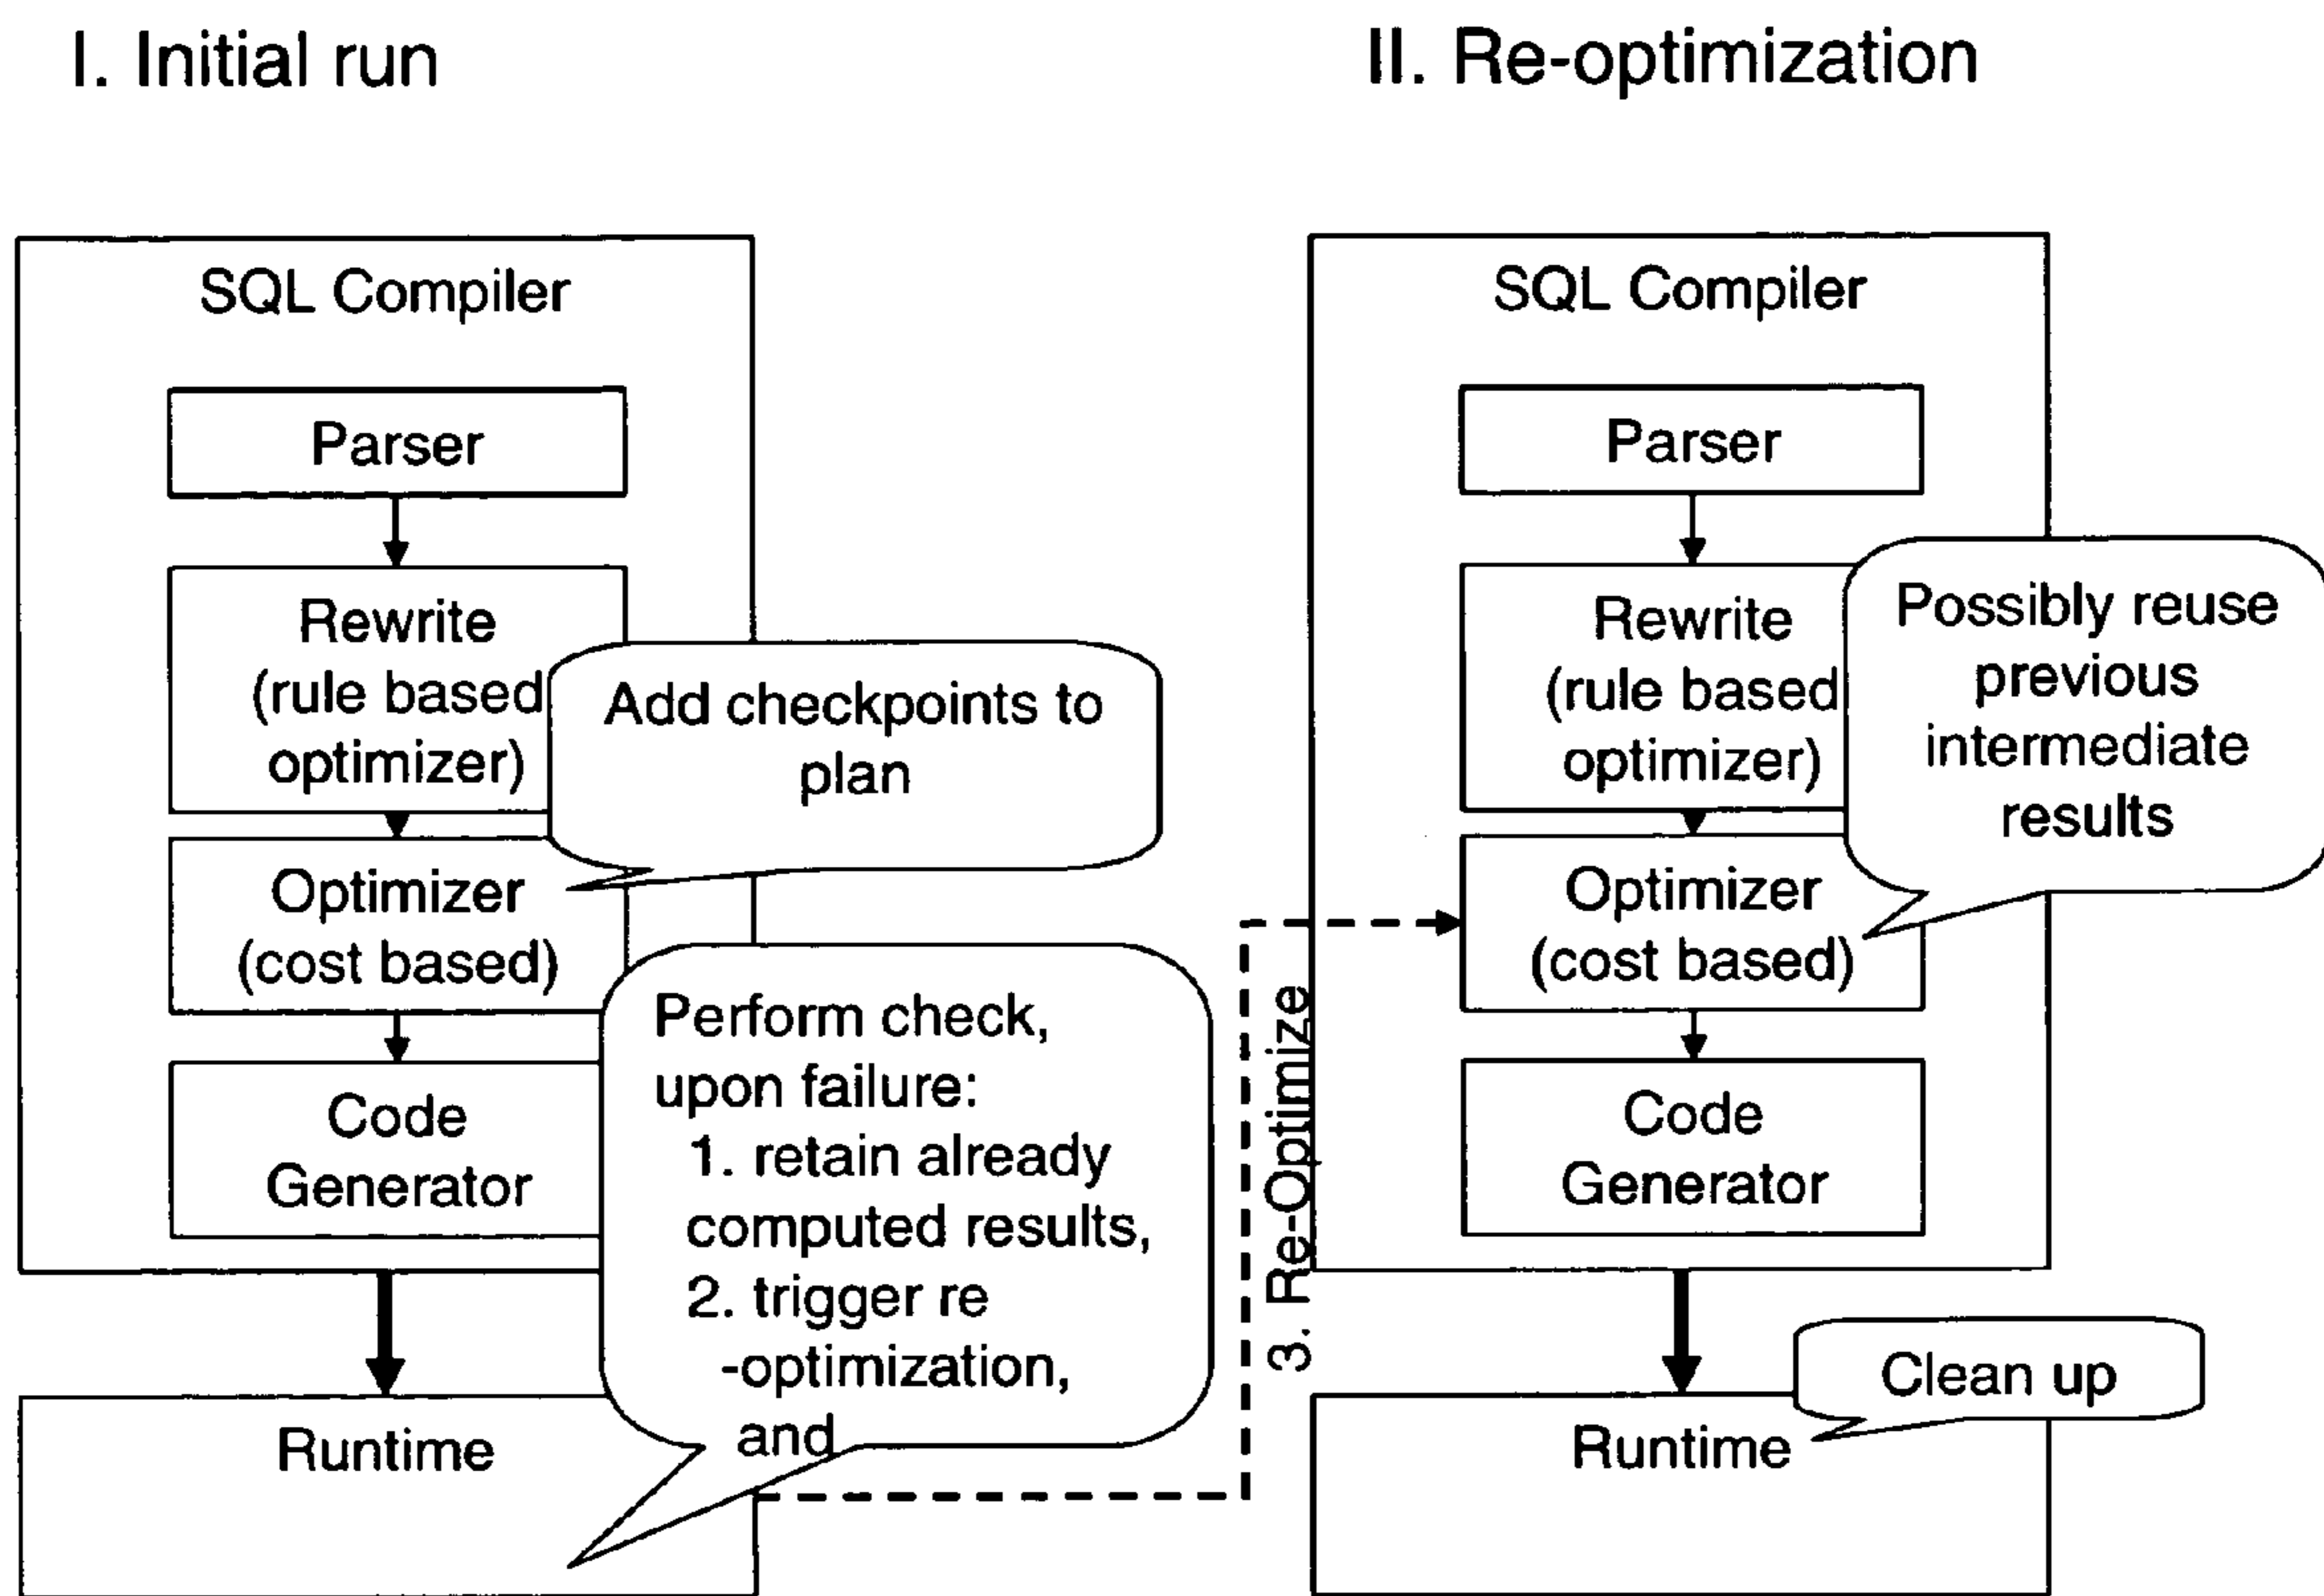 I. Initial run
II. Re-optimization
SQL Compiler
Parser
Rewrite
(rule based
optimizer)
Add checkpoints to
plan
Optimizer
(cost based)
Perform check,
upon failure:
1. retain already
computed results,
2. trigger re
-optimization,
and
Code
Generator
Runtime
3. Re-Optimize
SQL Compiler
Parser
Rewrite
(rule based
optimizer)
Possibly reuse
previous
intermediate
results
Optimizer
(cost based)
Code
Generator
Clean up
Runtime